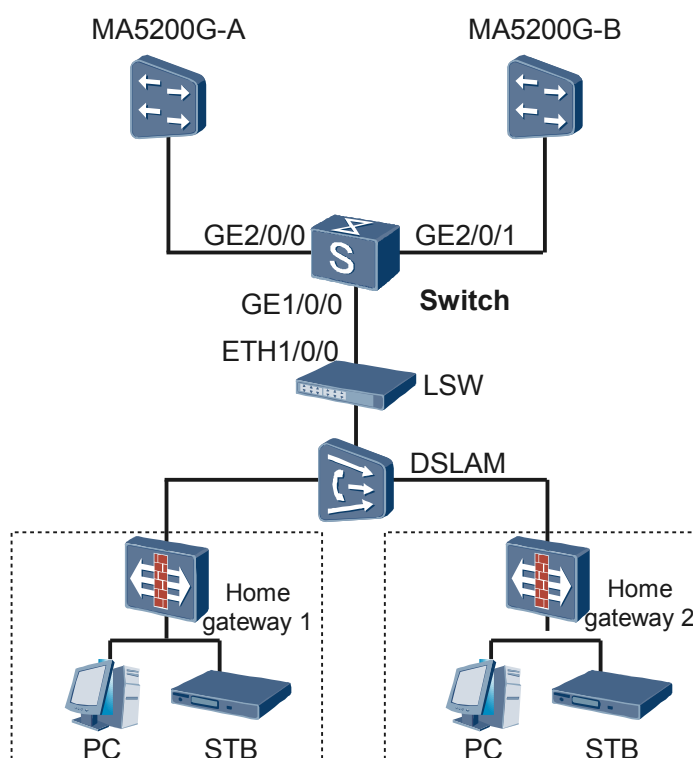 MA5200G-A
MA5200G-B
GE2/0/0
GE2/0/1
S
Switch
GE1/0/0
ETH1/0/0
LSW
DSLAM
Home
gateway 1
Home
gateway 2
PC
STB
PC
STB